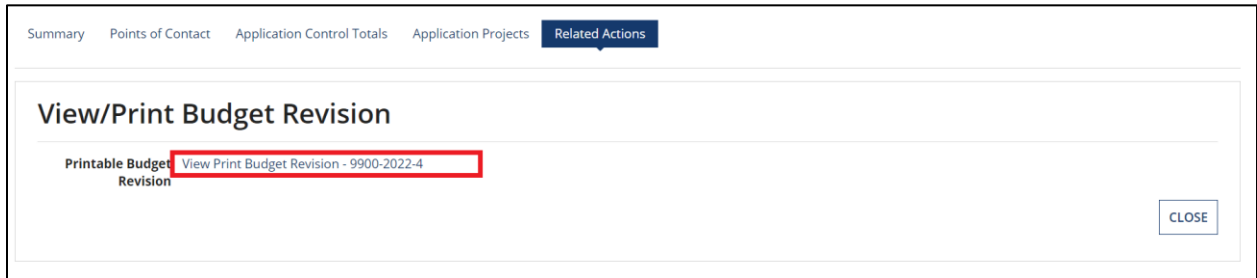 Summary Points of Contact Application Control Totals Application Projects Related Actions
View/Print Budget Revision
Printable Budget View Print Budget Revision - 9900-2022-4
Revision
CLOSE